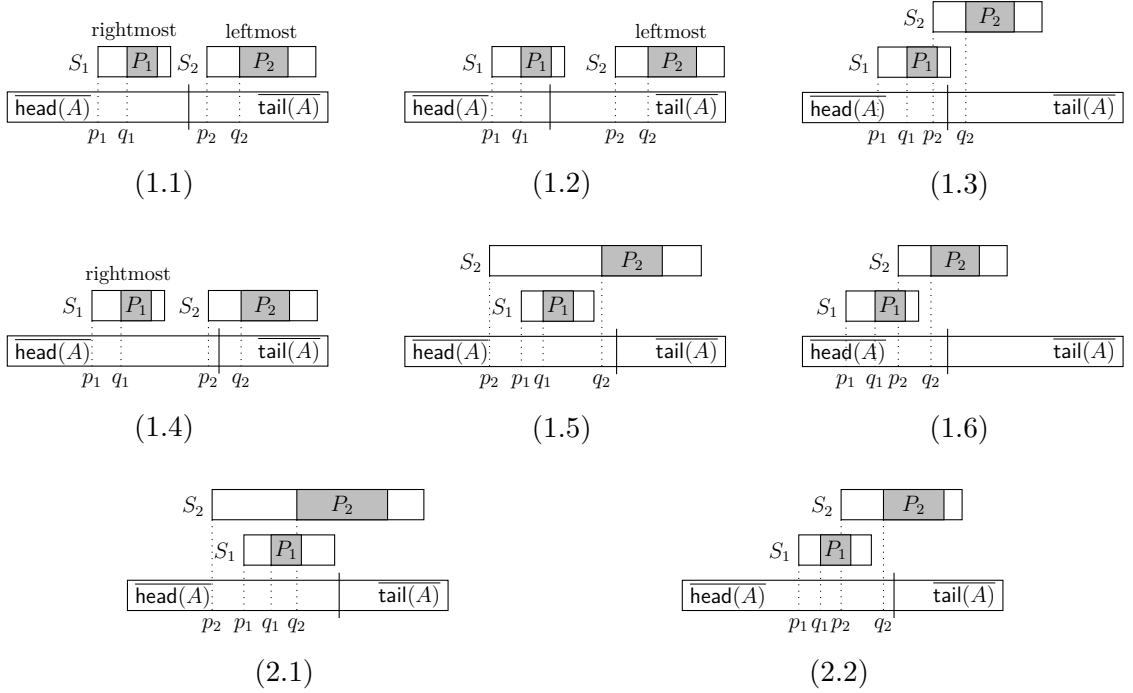 rightmost
leftmost
S₁ P₁ S₂ P₂
head(A) tail(A)
p₁ q₁ p₂ q₂
(1.1)
leftmost
S₁ P₁ S₂ P₂
head(A) tail(A)
p₁ q₁ p₂ q₂
(1.2)
S₂ P₂
S₁ P₁
head(A) tail(A)
p₁ q₁ p₂ q₂
(1.3)
rightmost
S₁ P₁ S₂ P₂
head(A) tail(A)
p₁ q₁ p₂ q₂
(1.4)
S₂ P₂
S₁ P₁
head(A) tail(A)
p₂ p₁ q₁ q₂
(1.5)
S₂ P₂
S₁ P₁
head(A) tail(A)
p₁ q₁ p₂ q₂
(1.6)
S₂ P₂
S₁ P₁
head(A) tail(A)
p₂ p₁ q₁ q₂
(2.1)
S₂ P₂
S₁ P₁
head(A) tail(A)
p₁ q₁ p₂ q₂
(2.2)